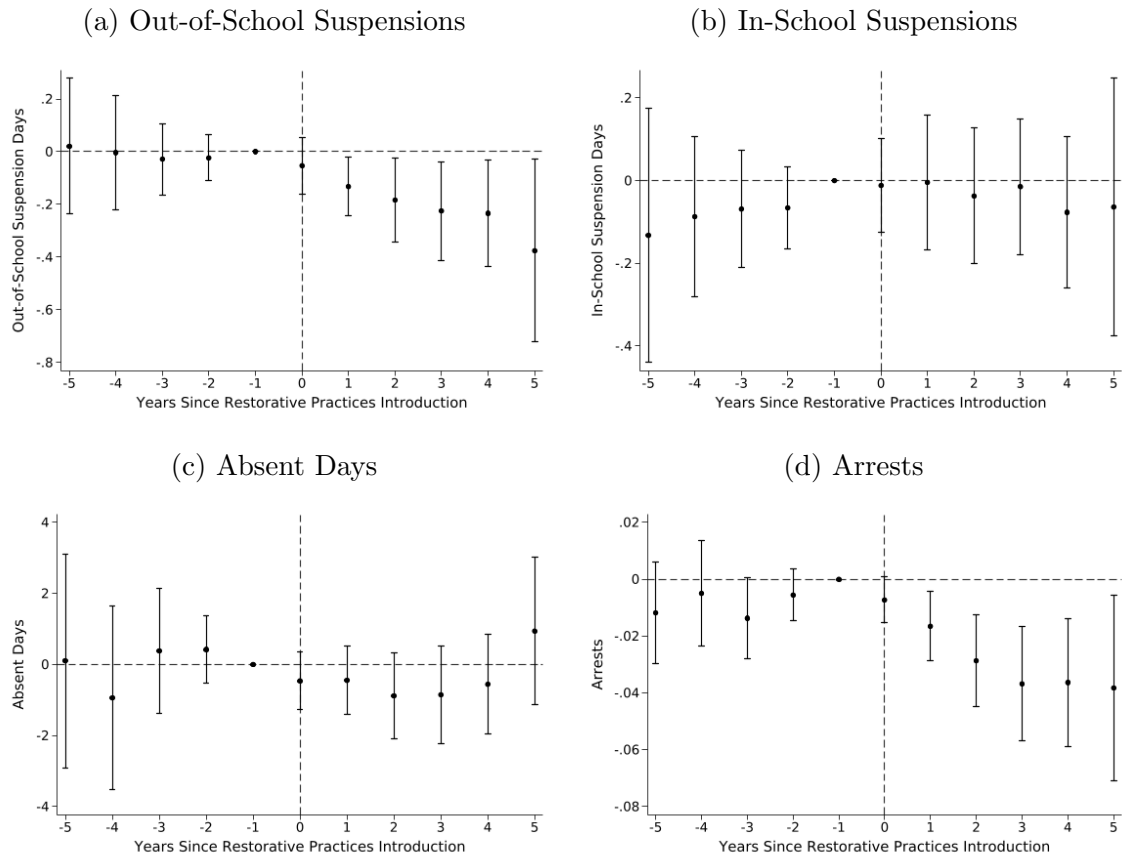 (a) Out-of-School Suspensions
.2
0
-.2
-.4
-.6
-.8
Out-of-School Suspension Days
-5 -4 -3 -2 -1 0 1 2 3 4 5
Years Since Restorative Practices Introduction
(b) In-School Suspensions
.2
0
-.2
-.4
In-School Suspension Days
-5 -4 -3 -2 -1 0 1 2 3 4 5
Years Since Restorative Practices Introduction
(c) Absent Days
4
2
0
-2
-4
Absent Days
-5 -4 -3 -2 -1 0 1 2 3 4 5
Years Since Restorative Practices Introduction
(d) Arrests
.02
0
-.02
-.04
-.06
-.08
Arrests
-5 -4 -3 -2 -1 0 1 2 3 4 5
Years Since Restorative Practices Introduction